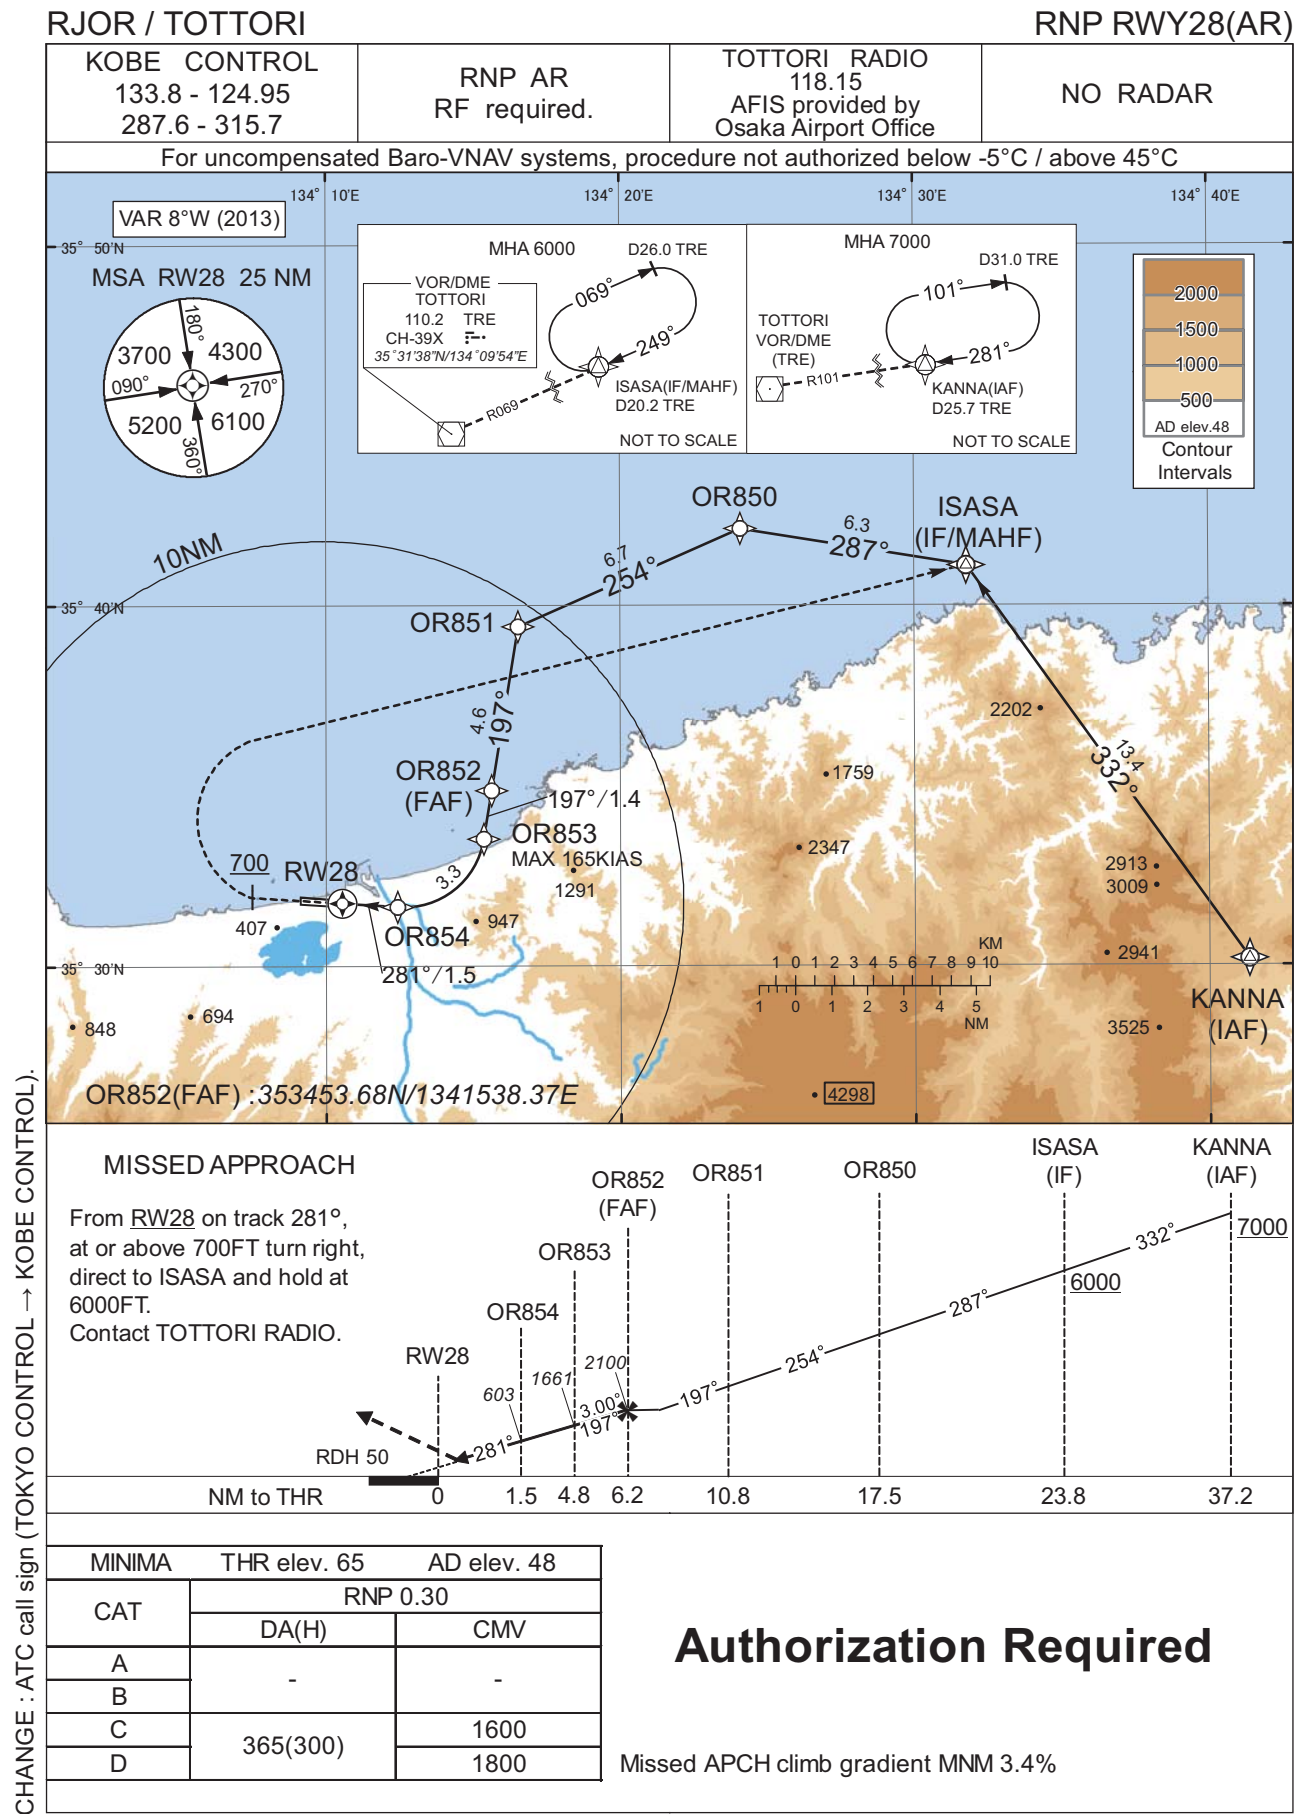 RJOR / TOTTORI
RNP RWY28(AR)
KOBE CONTROL
133.8 - 124.95
287.6 - 315.7
RNP AR
RF required.
TOTTORI RADIO
118.15
AFIS provided by
Osaka Airport Office
NO RADAR
For uncompensated Baro-VNAV systems, procedure not authorized below -5°C / above 45°C
134° 10'E
134° 20'E
134° 30'E
134° 40'E
VAR 8°W (2013)
35° 50'N
MSA RW28 25 NM
180°
3700
4300
090°
270°
5200
6100
360°
MHA 6000
D26.0 TRE
VOR/DME
TOTTORI
110.2 TRE
CH-39X
35°31'38"N/134°09'54"E
069°
249°
ISASA(IF/MAHF)
D20.2 TRE
R069
NOT TO SCALE
MHA 7000
D31.0 TRE
101°
281°
TOTTORI
VOR/DME
(TRE)
R101
KANNA(IAF)
D25.7 TRE
NOT TO SCALE
2000
1500
1000
500
AD elev.48
Contour
Intervals
OR850
ISASA
(IF/MAHF)
6.3
287°
6.7
254°
10NM
35° 40'N
OR851
4.6
197°
2202
13.4
332°
OR852
(FAF)
1759
197°/1.4
OR853
MAX 165KIAS
1291
2347
2913
3009
700
RW28
3.3
407
OR854
947
281°/1.5
2941
35° 30'N
KM
1 0 1 2 3 4 5 6 7 8 9 10
1 0 1 2 3 4 5
NM
KANNA
(IAF)
848
694
3525
4298
OR852(FAF) :353453.68N/1341538.37E
MISSED APPROACH
From RW28 on track 281°,
at or above 700FT turn right,
direct to ISASA and hold at
6000FT.
Contact TOTTORI RADIO.
RW28
OR854
OR853
OR852
(FAF)
OR851
OR850
ISASA
(IF)
KANNA
(IAF)
7000
332°
6000
287°
254°
197°
2100
1661
603
3.00°
197°
281°
RDH 50
NM to THR
0 1.5 4.8 6.2 10.8 17.5 23.8 37.2
MINIMA THR elev. 65 AD elev. 48
CAT
RNP 0.30
DA(H)
CMV
A
B
- -
C
365(300)
1600
D
1800
Authorization Required
Missed APCH climb gradient MNM 3.4%
CHANGE : ATC call sign (TOKYO CONTROL → KOBE CONTROL).